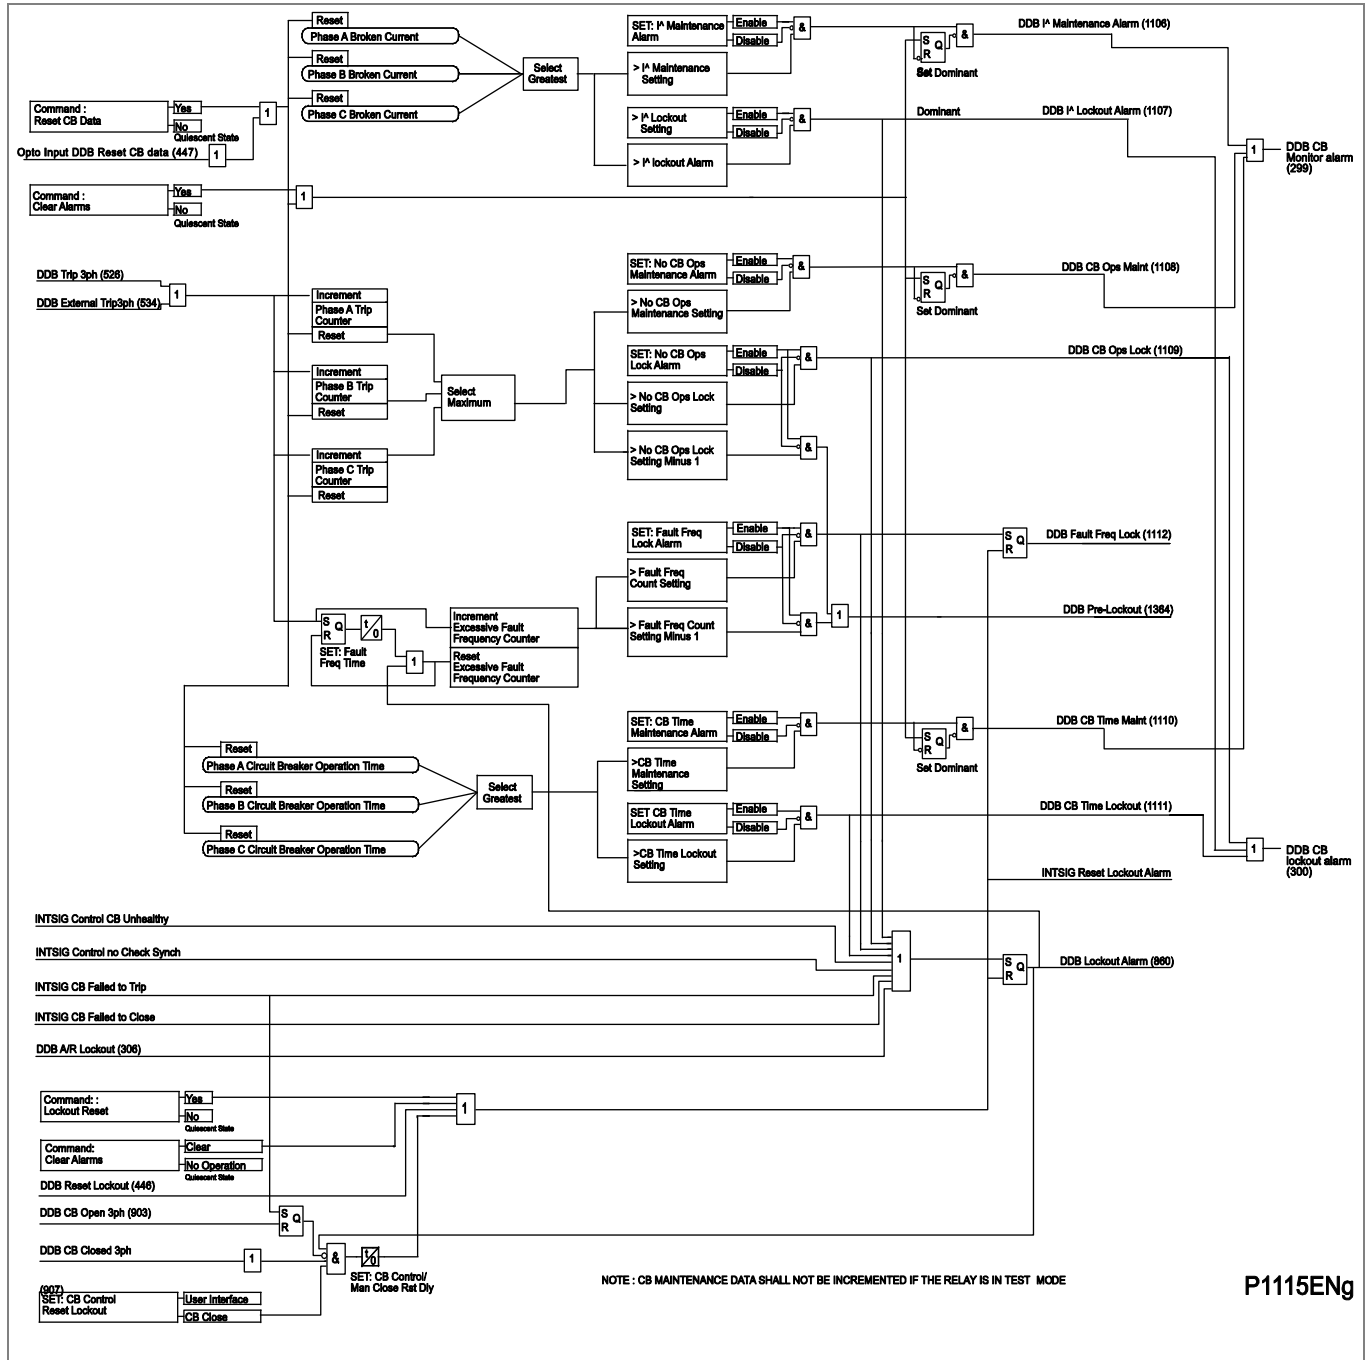 Reset
Phase A Broken Current
Reset
Phase B Broken Current
Reset
Phase C Broken Current
Select
Greatest
SET: I^ Maintenance
Alarm
Enable
Disable
&
> I^ Maintenance
Setting
S
Q
R
&
Set Dominant
DDB I^ Maintenance Alarm (1106)
Command :
Reset CB Data
Yes
No
Quiescent State
1
Opto Input DDB Reset CB data (447)
1
> I^ Lockout
Setting
Enable
Disable
&
> I^ lockout Alarm
Dominant
DDB I^ Lockout Alarm (1107)
1
DDB CB
Monitor alarm
(299)
Command :
Clear Alarms
Yes
No
Quiescent State
1
DDB Trip 3ph (526)
DDB External Trip3ph (534)
1
Increment
Phase A Trip
Counter
Reset
Increment
Phase B Trip
Counter
Reset
Increment
Phase C Trip
Counter
Reset
Select
Maximum
SET: No CB Ops
Maintenance Alarm
Enable
Disable
&
> No CB Ops
Maintenance Setting
S
Q
R
&
Set Dominant
DDB CB Ops Maint (1108)
SET: No CB Ops
Lock Alarm
Enable
Disable
&
> No CB Ops Lock
Setting
> No CB Ops Lock
Setting Minus 1
&
DDB CB Ops Lock (1109)
SET: Fault Freq
Lock Alarm
Enable
Disable
&
> Fault Freq
Count Setting
> Fault Freq Count
Setting Minus 1
&
1
S
Q
R
DDB Fault Freq Lock (1112)
DDB Pre-Lockout (1364)
S
Q
R
t
0
SET: Fault
Freq Time
1
Increment
Excessive Fault
Frequency Counter
Reset
Excessive Fault
Frequency Counter
Reset
Phase A Circuit Breaker Operation Time
Reset
Phase B Circuit Breaker Operation Time
Reset
Phase C Circuit Breaker Operation Time
Select
Greatest
SET: CB Time
Maintenance Alarm
Enable
Disable
&
>CB Time
Maintenance
Setting
S
Q
R
&
Set Dominant
DDB CB Time Maint (1110)
SET CB Time
Lockout Alarm
Enable
Disable
&
>CB Time Lockout
Setting
DDB CB Time Lockout (1111)
1
DDB CB
lockout alarm
(300)
INTSIG Reset Lockout Alarm
INTSIG Control CB Unhealthy
INTSIG Control no Check Synch
INTSIG CB Failed to Trip
INTSIG CB Failed to Close
DDB A/R Lockout (306)
1
S
Q
R
DDB Lockout Alarm (860)
Command: :
Lockout Reset
Yes
No
Quiescent State
1
Command:
Clear Alarms
Clear
No Operation
Quiescent State
DDB Reset Lockout (446)
DDB CB Open 3ph (903)
S
Q
R
DDB CB Closed 3ph
1
&
t
0
SET: CB Control/
Man Close Rst Dly
(907)
SET: CB Control
Reset Lockout
User Interface
CB Close
NOTE : CB MAINTENANCE DATA SHALL NOT BE INCREMENTED IF THE RELAY IS IN TEST MODE
P1115ENg